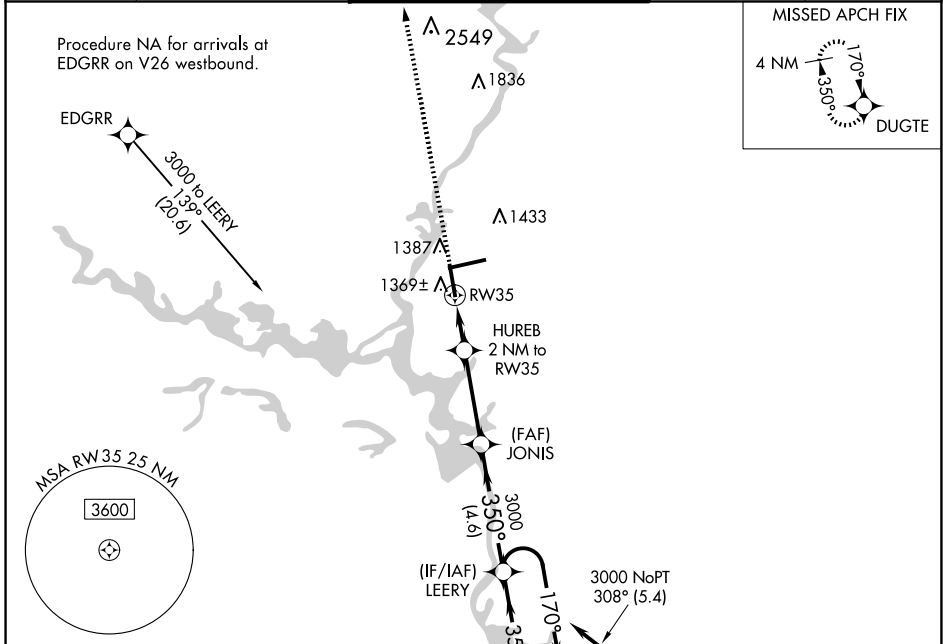 Procedure NA for arrivals at
EDGRR on V26 westbound.
EDGRR
3000 to LEERY
139°
(20.6)
2549
1836
1433
1387
1369±
RW35
HUREB
2 NM to
RW35
(FAF)
JONIS
3000
350°
(4.6)
(IF/IAF)
LEERY
170°
3000 NoPT
308° (5.4)
MISSED APCH FIX
4 NM
170°
350°
DUGTE
MSA RW35 25 NM
3600